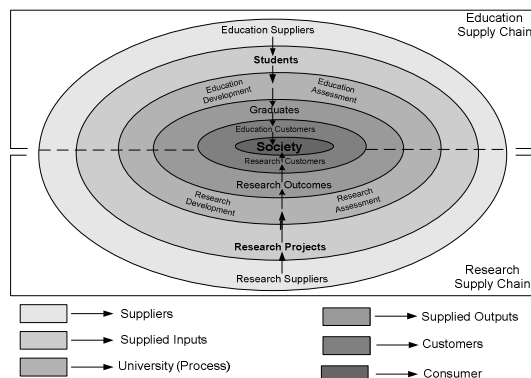 Education
Supply Chain
Education Suppliers
Students
Education
Development
Education
Assessment
Graduates
Education Customers
Society
Research Customers
Research Outcomes
Research
Development
Research
Assessment
Research Projects
Research Suppliers
Research
Supply Chain
Suppliers
Supplied Inputs
University (Process)
Supplied Outputs
Customers
Consumer